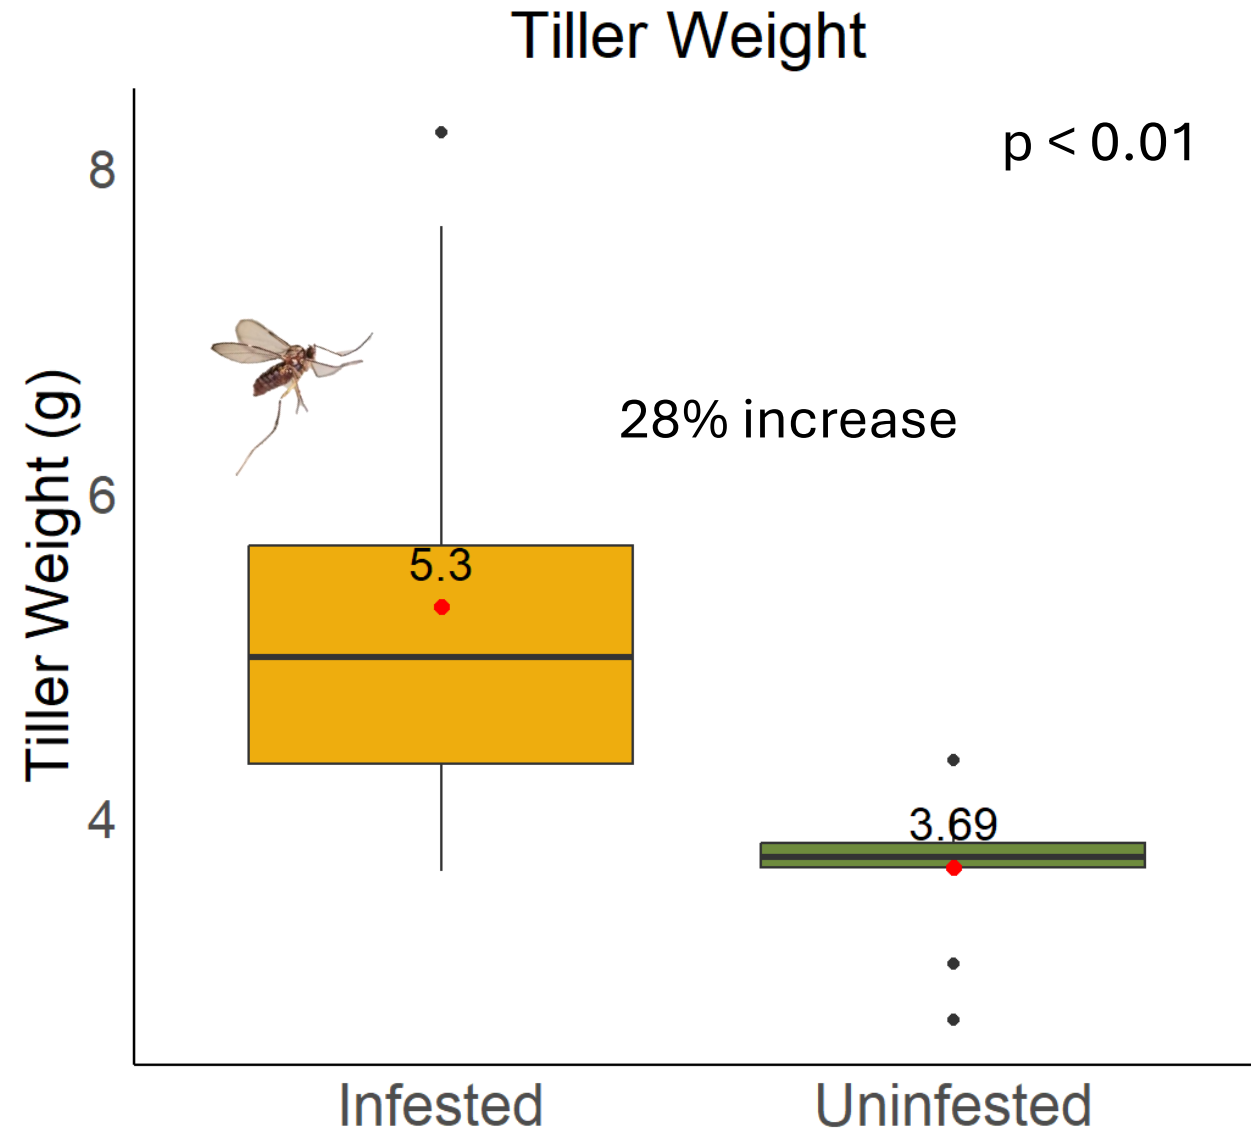 Tiller Weight
p < 0.01
8
28% increase
Tiller Weight (g)
6
5.3
4
3.69
Infested
Uninfested